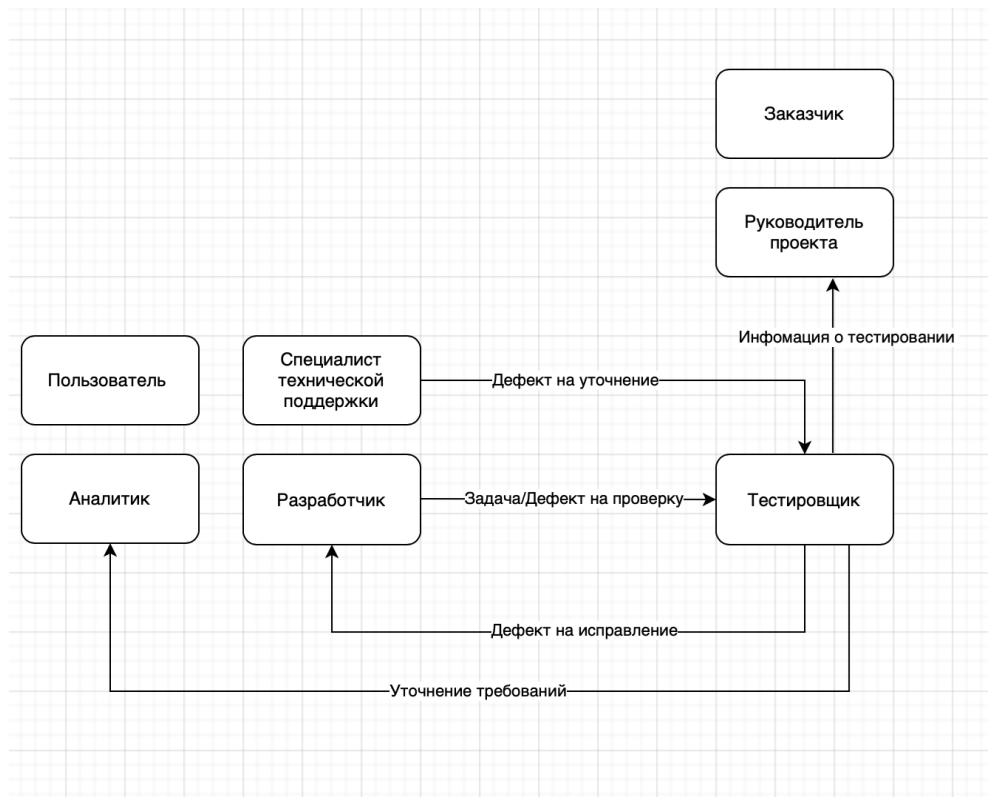 Заказчик
Руководитель
проекта
Инфомация о тестировании
Пользователь
Специалист
технической
поддержки
Дефект на уточнение
Аналитик
Разработчик
Задача/Дефект на проверку
Тестировщик
Дефект на исправление
Уточнение требований